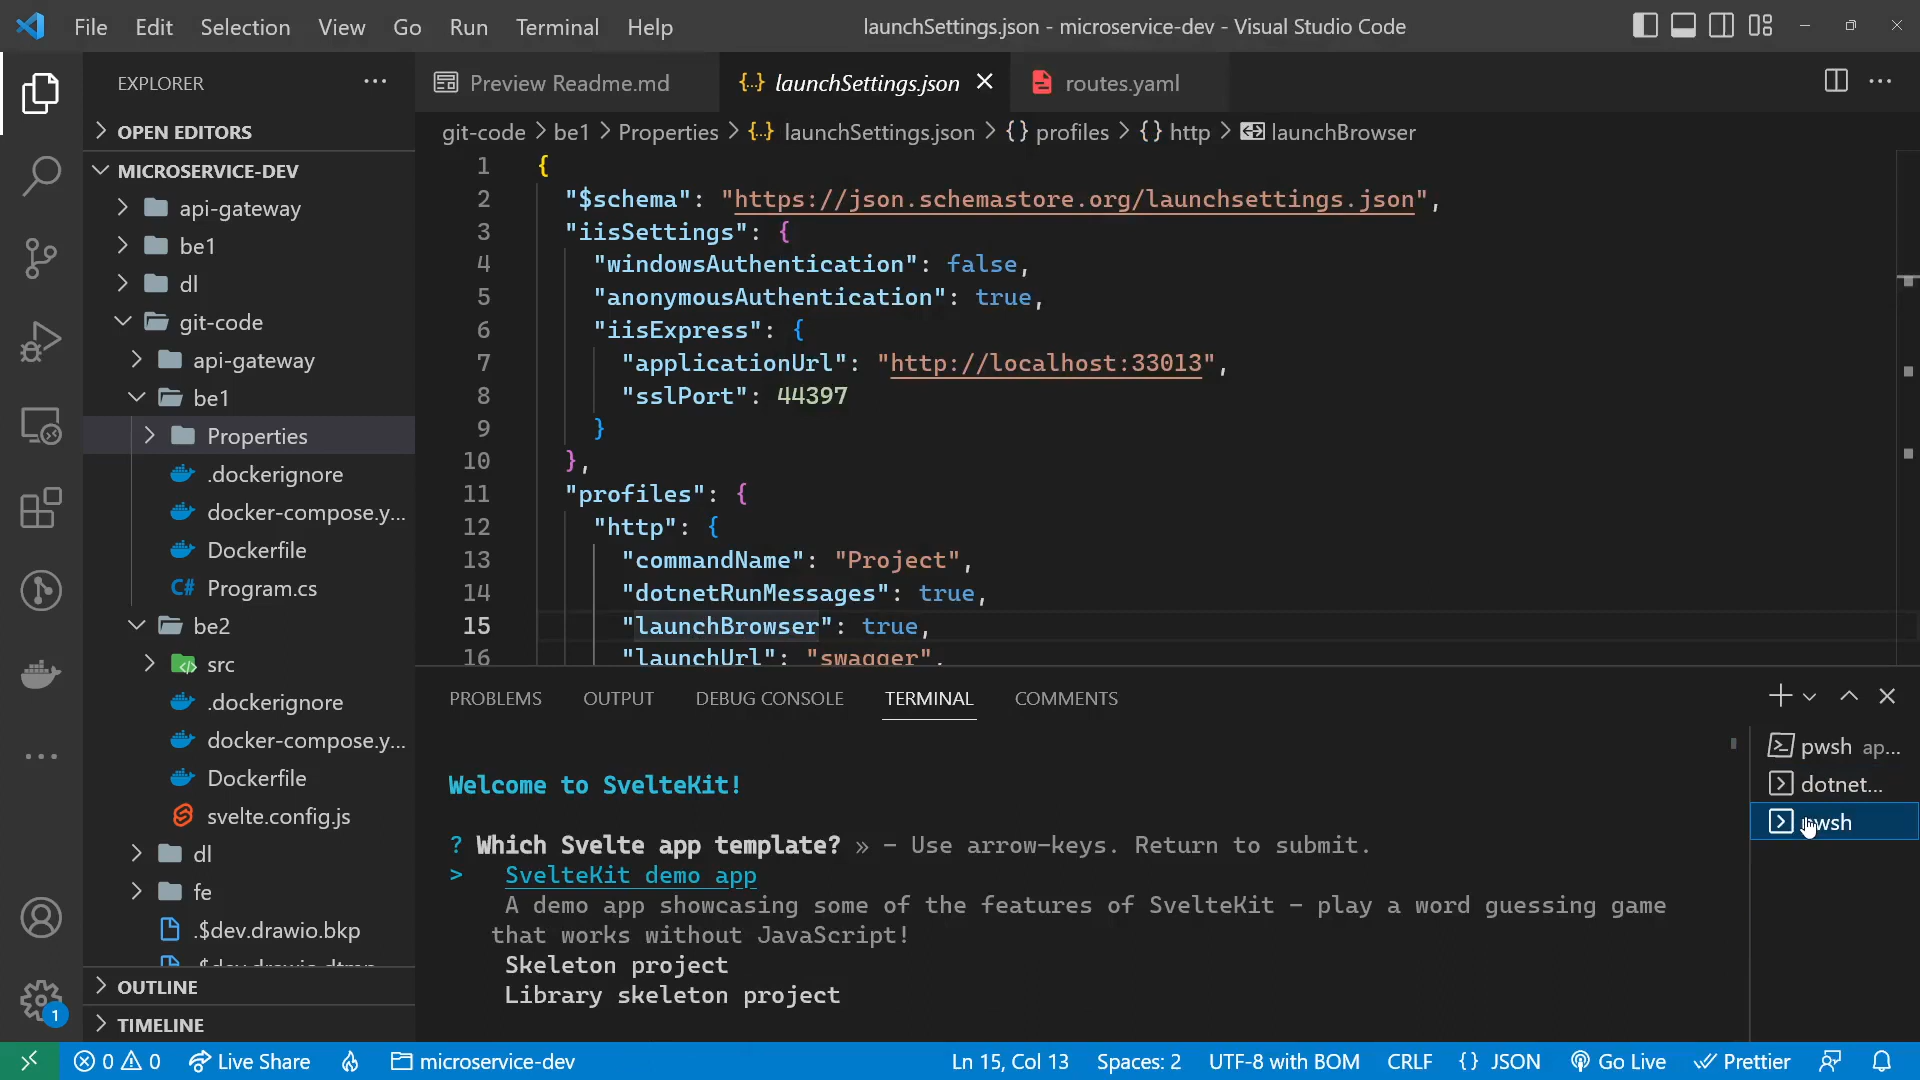 File Edit Selection View Go Run Terminal Help
launchSettings.json - microservice-dev - Visual Studio Code
EXPLORER
OPEN EDITORS
MICROSERVICE-DEV
api-gateway
be1
dl
git-code
api-gateway
be1
Properties
.dockerignore
docker-compose.y...
Dockerfile
Program.cs
be2
src
.dockerignore
docker-compose.y...
Dockerfile
svelte.config.js
dl
fe
.$dev.drawio.bkp
OUTLINE
TIMELINE
Preview Readme.md
launchSettings.json
routes.yaml
git-code > be1 > Properties > {..} launchSettings.json > {} profiles > {} http > launchBrowser
1 {
2 "$schema": "https://json.schemastore.org/launchsettings.json",
3 "iisSettings": {
4 "windowsAuthentication": false,
5 "anonymousAuthentication": true,
6 "iisExpress": {
7 "applicationUrl": "http://localhost:33013",
8 "sslPort": 44397
9 }
10 },
11 "profiles": {
12 "http": {
13 "commandName": "Project",
14 "dotnetRunMessages": true,
15 "launchBrowser": true,
16 "launchUrl": "swagger",
PROBLEMS OUTPUT DEBUG CONSOLE TERMINAL COMMENTS
Welcome to SvelteKit!
? Which Svelte app template? » - Use arrow-keys. Return to submit.
> SvelteKit demo app
A demo app showcasing some of the features of SvelteKit - play a word guessing game
that works without JavaScript!
Skeleton project
Library skeleton project
pwsh ap...
dotnet...
pwsh
1
0 0 Live Share microservice-dev
Ln 15, Col 13 Spaces: 2 UTF-8 with BOM CRLF {} JSON Go Live Prettier